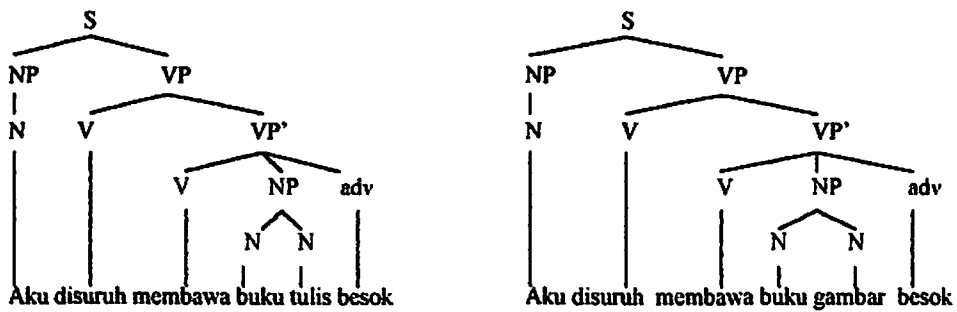 S S
NP VP NP VP
N V VP' N V VP'
V NP adv V NP adv
N N N N
Aku disuruh membawa buku tulis besok Aku disuruh membawa buku gambar besok